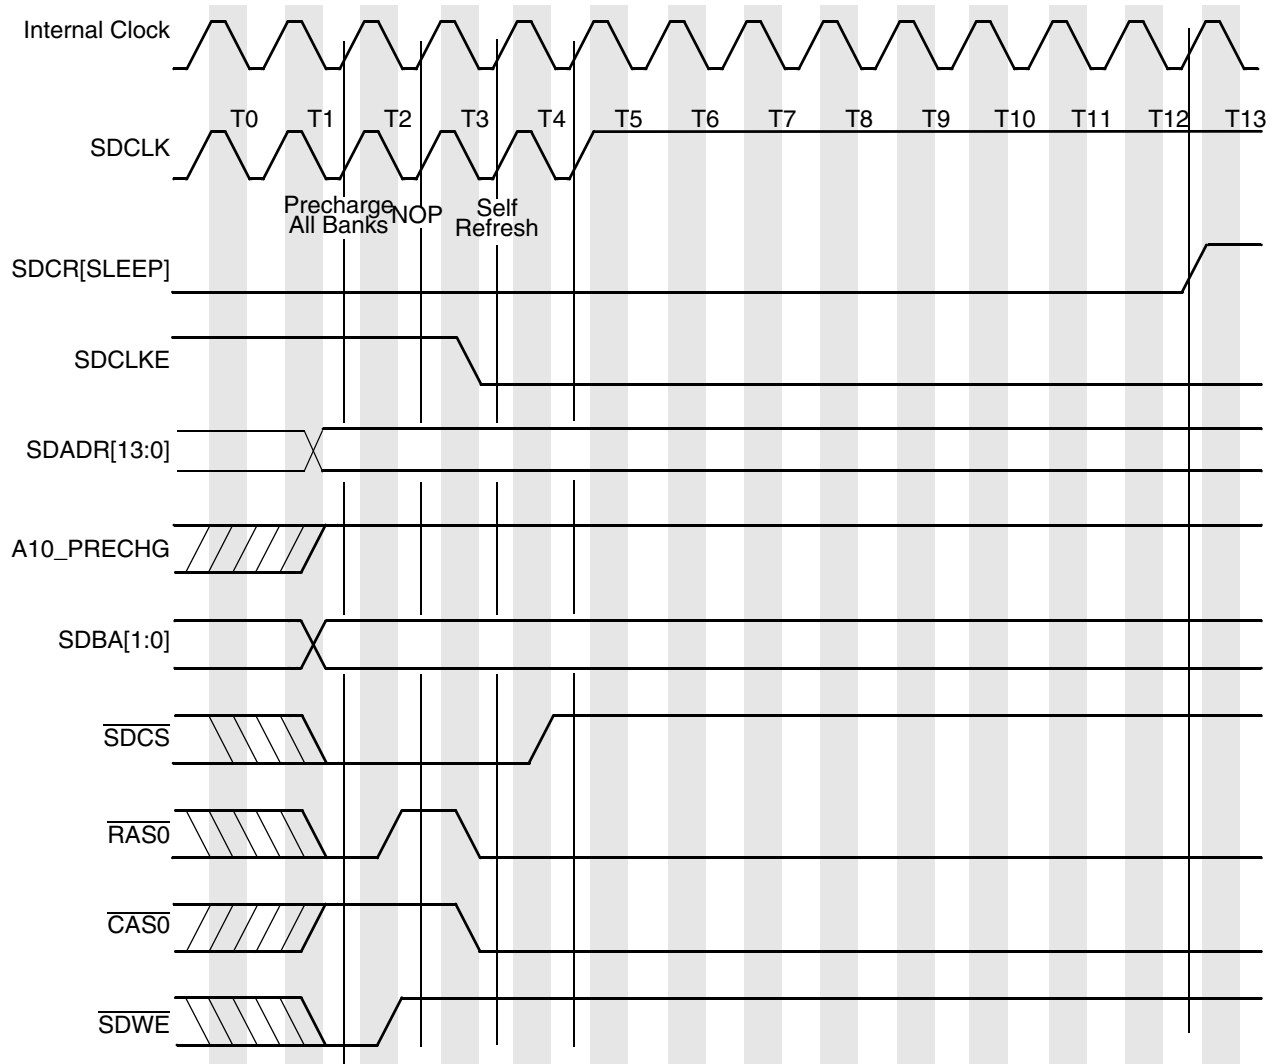 Internal Clock
T0 T1 T2 T3 T4 T5 T6 T7 T8 T9 T10 T11 T12 T13
SDCLK
Precharge
All Banks
NOP
Self
Refresh
SDCR[SLEEP]
SDCLKE
SDADR[13:0]
A10_PRECHG
SDBA[1:0]
SDCS
RAS0
CAS0
SDWE